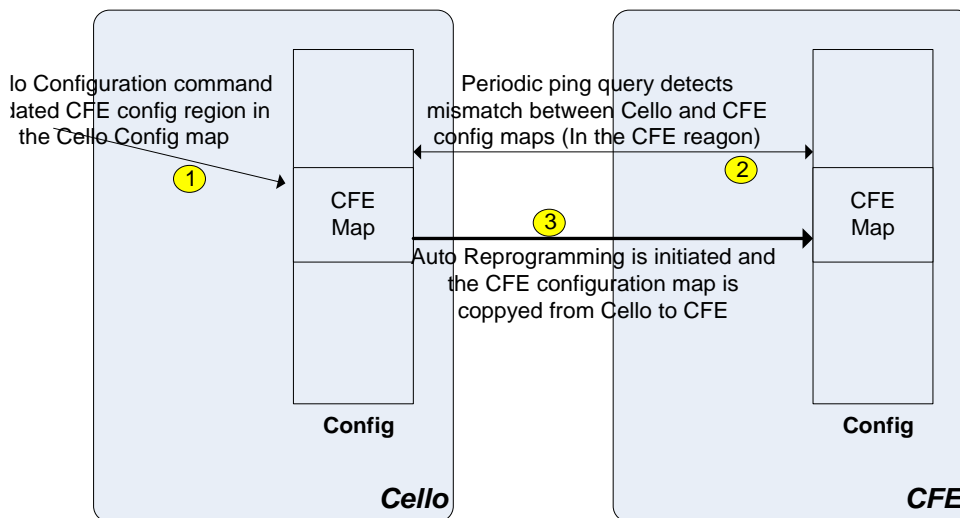 lo Configuration command
dated CFE config region in
the Cello Config map
1
Periodic ping query detects
mismatch between Cello and CFE
config maps (In the CFE reagon)
2
CFE
Map
CFE
Map
3
Auto Reprogramming is initiated and
the CFE configuration map is
coppyed from Cello to CFE
Config
Config
Cello
CFE